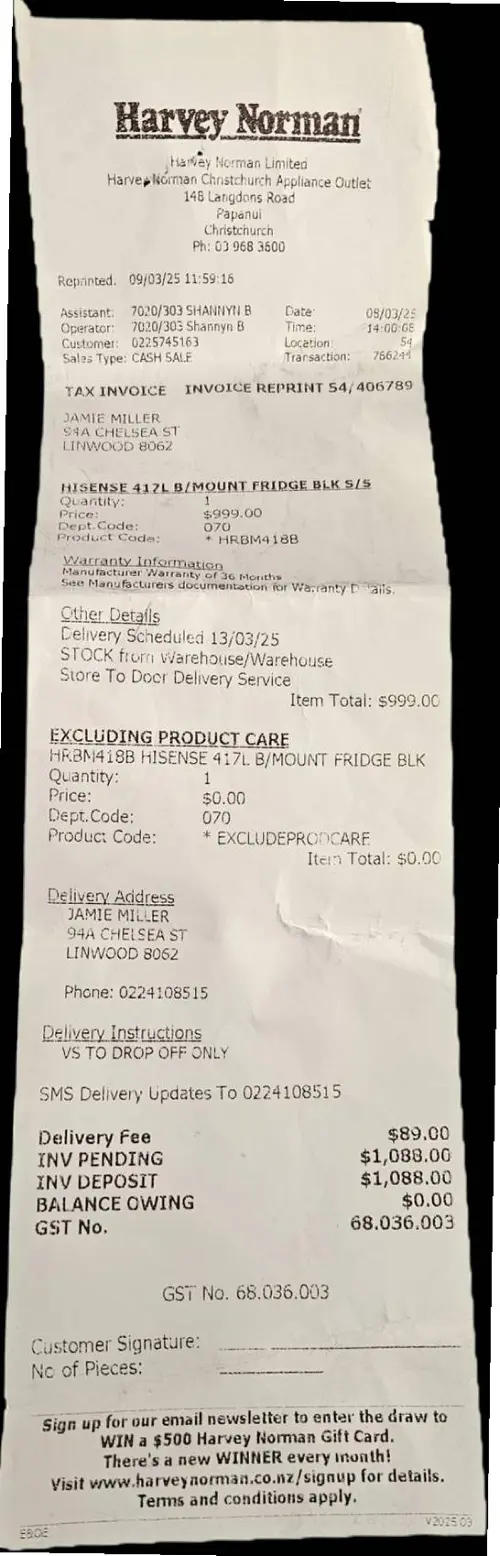 Harvey Norman
Harvey Norman Limited
Harvey Norman Christchurch Appliance Outlet
148 Langdons Road
Papanui
Christchurch
Ph: 03 968 3600
Reprinted: 09/03/25 11:59:16
Assistant: 7020/303 SHANNYN B Date: 08/03/25
Operator: 7020/303 Shannyn B Time: 14:00:08
Customer: 0225745163 Location: 54
Sales Type: CASH SALE Transaction: 766244
TAX INVOICE INVOICE REPRINT 54/406789
JAMIE MILLER
94A CHELSEA ST
LINWOOD 8062
HISENSE 417L B/MOUNT FRIDGE BLK S/S
Quantity: 1
Price: $999.00
Dept.Code: 070
Product Code: * HRBM418B
Warranty Information
Manufacturer Warranty of 36 Months
See Manufacturers documentation for Warranty Details.
Other Details
Delivery Scheduled 13/03/25
STOCK from Warehouse/Warehouse
Store To Door Delivery Service
Item Total: $999.00
EXCLUDING PRODUCT CARE
HRBM418B HISENSE 417L B/MOUNT FRIDGE BLK
Quantity: 1
Price: $0.00
Dept.Code: 070
Product Code: * EXCLUDEPRODCARE
Item Total: $0.00
Delivery Address
JAMIE MILLER
94A CHELSEA ST
LINWOOD 8062
Phone: 0224108515
Delivery Instructions
VS TO DROP OFF ONLY
SMS Delivery Updates To 0224108515
Delivery Fee $89.00
INV PENDING $1,088.00
INV DEPOSIT $1,088.00
BALANCE OWING $0.00
GST No. 68.036.003
GST No. 68.036.003
Customer Signature:
No of Pieces:
Sign up for our email newsletter to enter the draw to
WIN a $500 Harvey Norman Gift Card.
There's a new WINNER every month!
Visit www.harveynorman.co.nz/signup for details.
Terms and conditions apply.
V2025.03